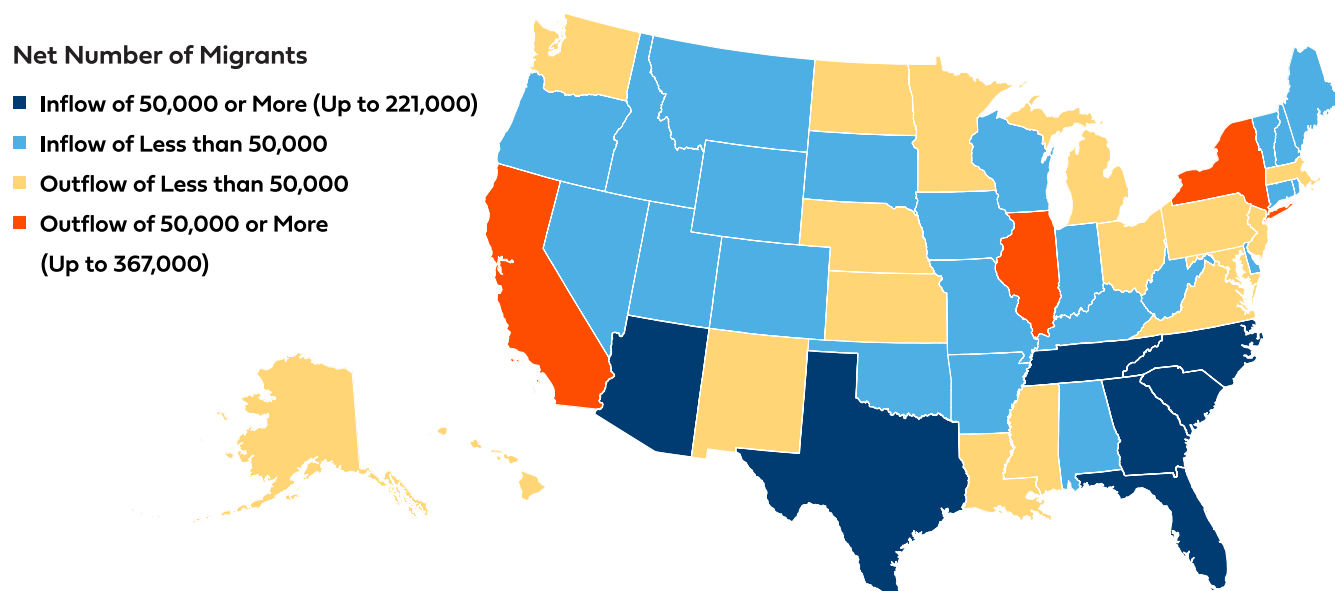 Net Number of Migrants
Inflow of 50,000 or More (Up to 221,000)
Inflow of Less than 50,000
Outflow of Less than 50,000
Outflow of 50,000 or More
(Up to 367,000)